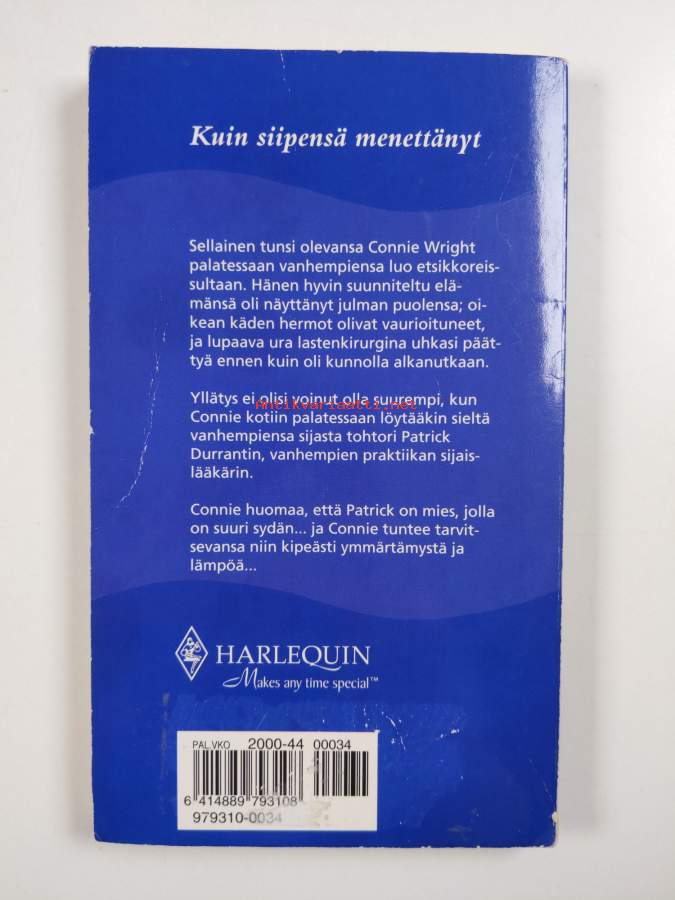 Kuin siipensä menettänyt
Sellainen tunsi olevansa Connie Wright
palatessaan vanhempiensa luo etsikkoreis-
sultaan. Hänen hyvin suunniteltu elä-
mänsä oli näyttänyt julman puolensa; oi-
kean käden hermot olivat vaurioituneet,
ja lupaava ura lastenkirurgina uhkasi päät-
tyä ennen kuin oli kunnolla alkanutkaan.
Yllätys ei olisi voinut olla suurempi, kun
antikvariaatti.net
Connie kotiin palatessaan löytääkin sieltä
vanhempiensa sijasta tohtori Patrick
Durrantin, vanhempien praktiikan sijais-
lääkärin.
Connie huomaa, että Patrick on mies, jolla
on suuri sydän... ja Connie tuntee tarvit-
sevansa niin kipeästi ymmärtämystä ja
lämpöä...
HARLEQUIN
Makes any time special™
PAL.VKO 2000-44 00034
6 414889 793108
979310-0034